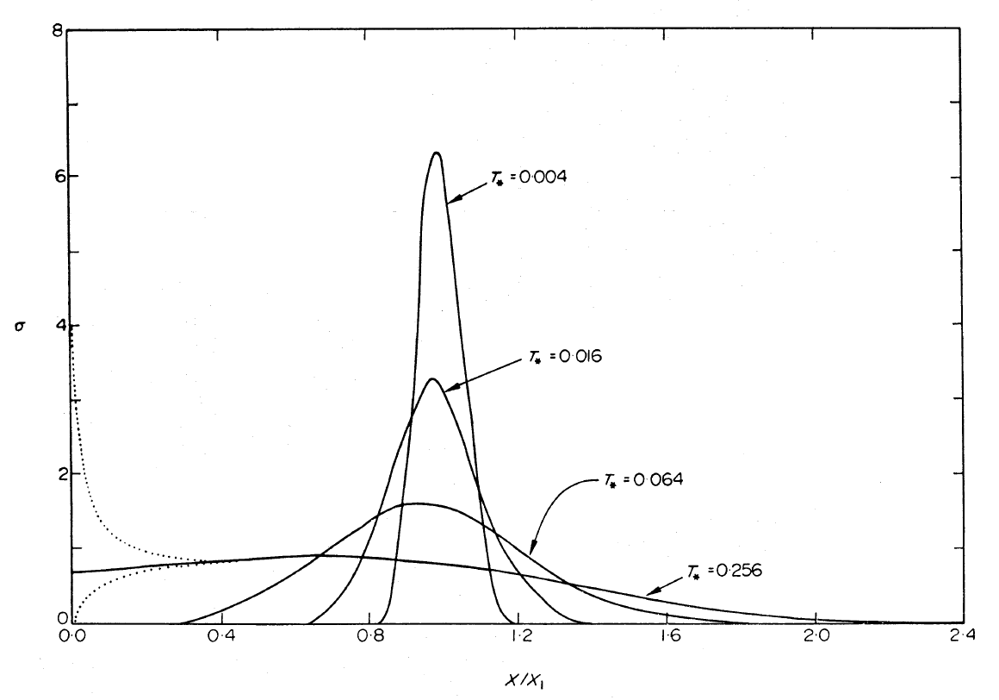 8
6
T* = 0·004
σ
4
T* = 0·016
2
T* = 0·064
T* = 0·256
0
0·0 0·4 0·8 1·2 1·6 2·0 2·4
X/X₁